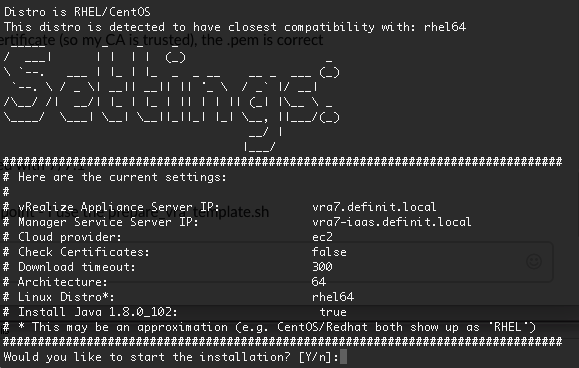 Distro is RHEL/CentOS
This distro is detected to have closest compatibility with: rhel64
ertificate (so my CA is trusted), the .pem is correct
Settings:
################################################################################
# Here are the current settings:
#
# vRealize Appliance Server IP: vra7.definit.local
# Manager Service Server IP: vra7-iaas.definit.local
# Cloud provider: ec2
# Check Certificates: false
# Download timeout: 300
# Architecture: 64
# Linux Distro*: rhel64
# Install Java 1.8.0_102: true
# * This may be an approximation (e.g. CentOS/Redhat both show up as "RHEL")
################################################################################
Would you like to start the installation? [Y/n]: